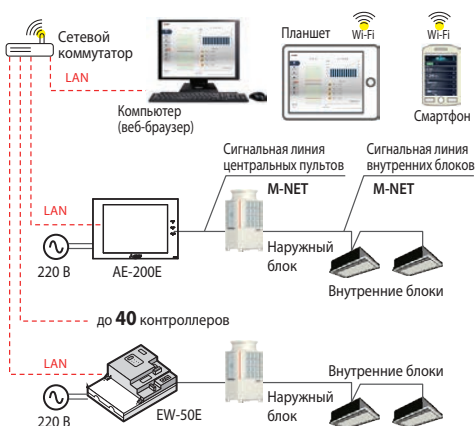 Сетевой
коммутатор
LAN
Компьютер
(веб-браузер)
Планшет
Wi-Fi
Wi-Fi
Смартфон
Сигнальная линия
центральных пультов
M-NET
Сигнальная линия
внутренних блоков
M-NET
LAN
220 В
AE-200E
Наружный
блок
Внутренние блоки
до 40 контроллеров
LAN
220 В
EW-50E
Наружный
блок
Внутренние блоки